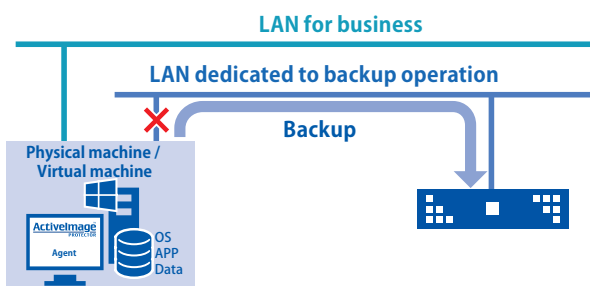 LAN for business
LAN dedicated to backup operation
Backup
Physical machine /
Virtual machine
ActiveImage
PROTECTOR
Agent
OS
APP
Data